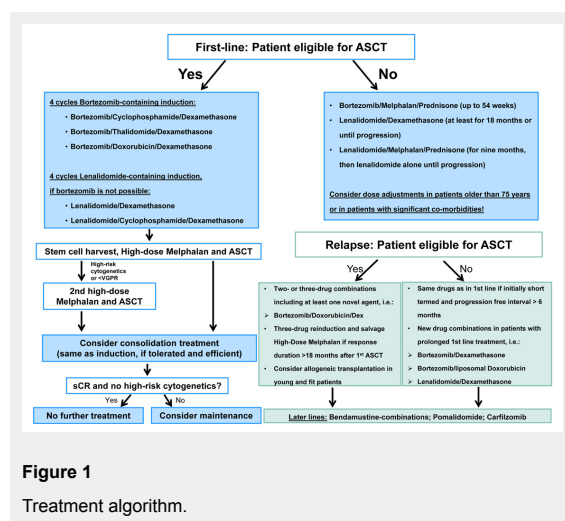 First-line: Patient eligible for ASCT
Yes
No
4 cycles Bortezomib-containing induction:
• Bortezomib/Cyclophosphamide/Dexamethasone
• Bortezomib/Thalidomide/Dexamethasone
• Bortezomib/Doxorubicin/Dexamethasone
4 cycles Lenalidomide-containing induction,
if bortezomib is not possible:
• Lenalidomide/Dexamethasone
• Lenalidomide/Cyclophosphamide/Dexamethasone
• Bortezomib/Melphalan/Prednisone (up to 54 weeks)
• Lenalidomide/Dexamethasone (at least for 18 months or
until progression)
• Lenalidomide/Melphalan/Prednisone (for nine months,
then lenalidomide alone until progression)
Consider dose adjustments in patients older than 75 years
or in patients with significant co-morbidities!
Stem cell harvest, High-dose Melphalan and ASCT
High-risk
cytogenetics
or <VGPR
2nd high-dose
Melphalan and ASCT
Consider consolidation treatment
(same as induction, if tolerated and efficient)
sCR and no high-risk cytogenetics?
Yes
No
No further treatment
Consider maintenance
Relapse: Patient eligible for ASCT
Yes
No
• Two- or three-drug combinations
including at least one novel agent, i.e.:
➢ Bortezomib/Doxorubicin/Dex
• Three-drug reinduction and salvage
High-Dose Melphalan if response
duration >18 months after 1st ASCT
• Consider allogeneic transplantation in
young and fit patients
• Same drugs as in 1st line if initially short
termed and progression free interval > 6
months
• New drug combinations in patients with
prolonged 1st line treatment, i.e.:
➢ Bortezomib/Dexamethasone
➢ Bortezomib/liposomal Doxorubicin
➢ Lenalidomide/Dexamethasone
Later lines: Bendamustine-combinations; Pomalidomide; Carfilzomib
Figure 1
Treatment algorithm.